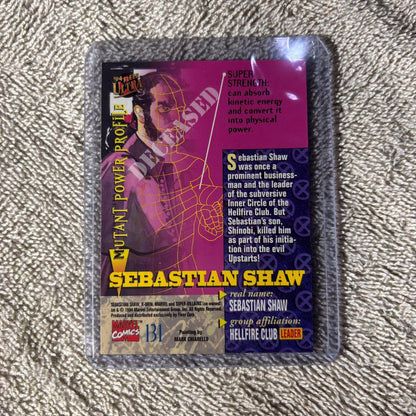 '94 FLEER
ULTRA
SUPER
STRENGTH:
can absorb
kinetic energy
and convert it
into physical
power.
MUTANT POWER PROFILE
DECEASED
Sebastian Shaw
was once a
prominent business-
man and the leader
of the subversive
Inner Circle of the
Hellfire Club. But
Sebastian's son,
Shinobi, killed him
as part of his initia-
tion into the evil
Upstarts!
SEBASTIAN SHAW
real name:
SEBASTIAN SHAW
group affiliation:
HELLFIRE CLUB LEADER
MARVEL
COMICS
131
Painting by
MARK CHIARELLO